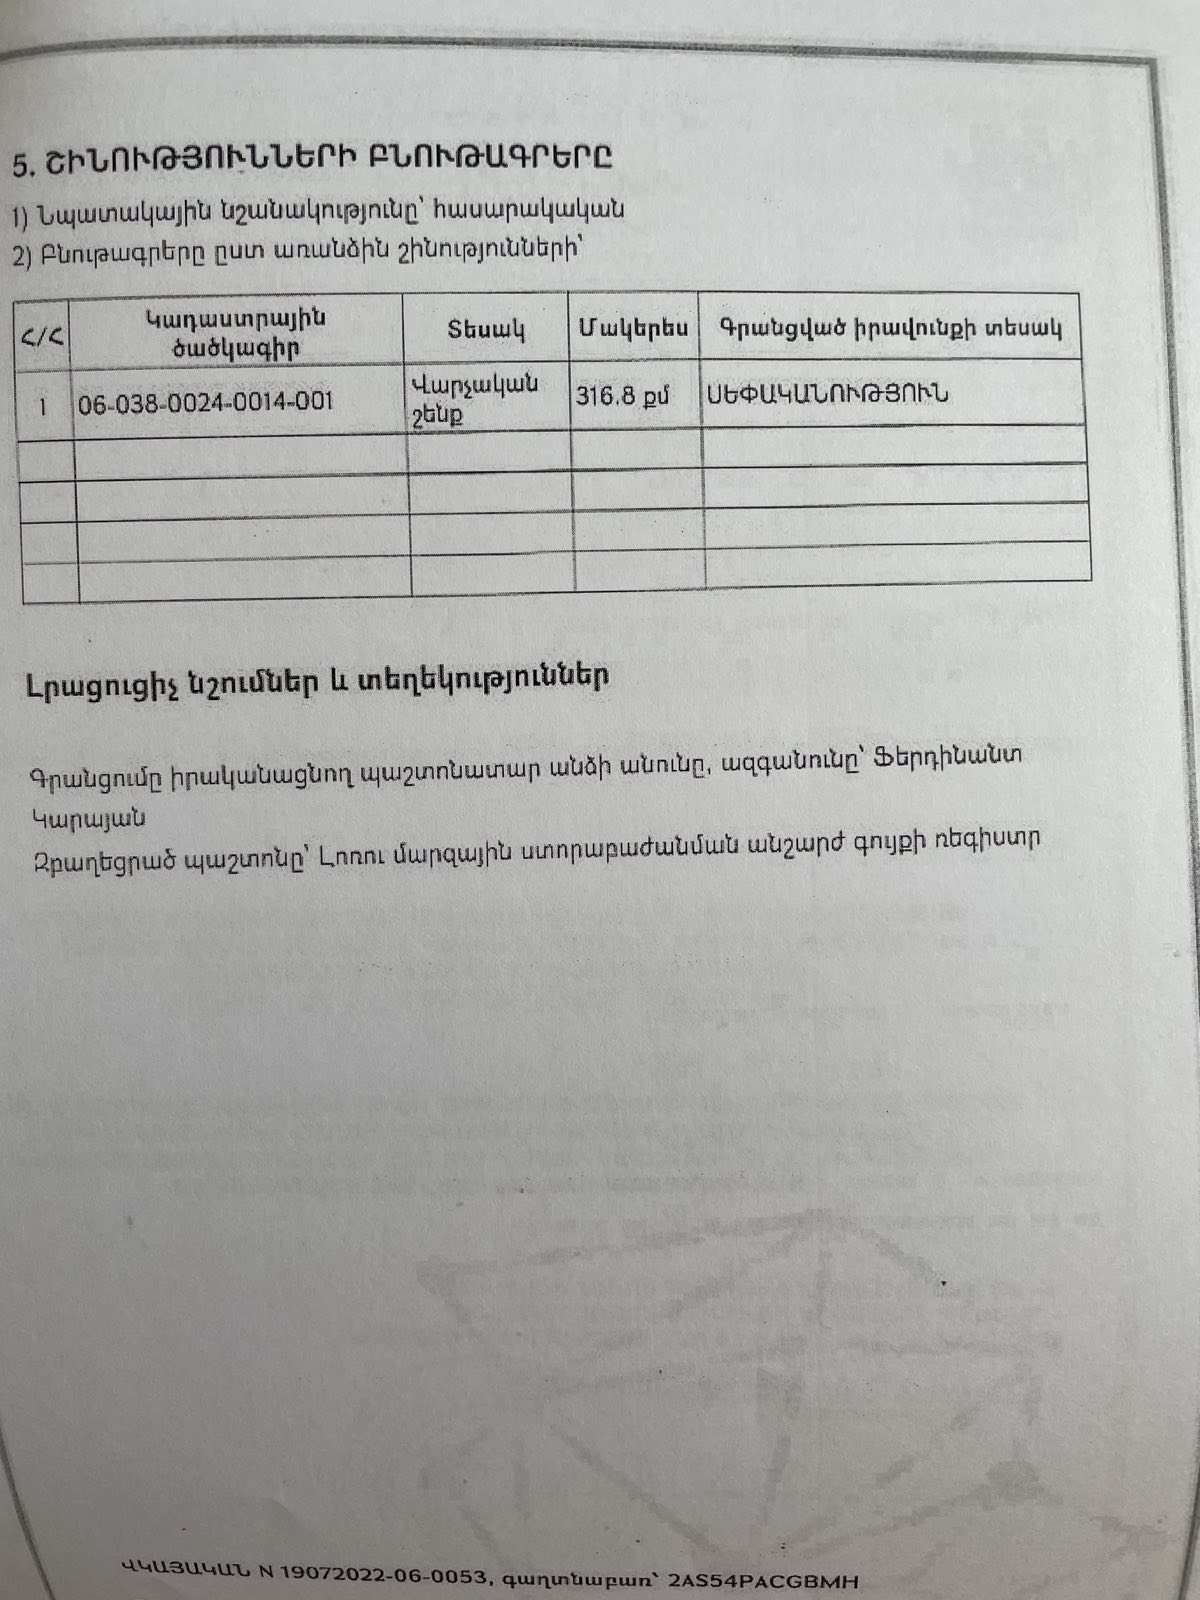 5. ՇԻՆՈՒԹՅՈՒՆՆԵՐԻ ԲՆՈՒԹԱԳՐԵՐԸ
1) Նպատակային նշանակությունը՝ հասարակական
2) Բնութագրերը ըստ առանձին շինությունների՝
Հ/Հ Կադաստրային ծածկագիր Տեսակ Մակերես Գրանցված իրավունքի տեսակ
1 06-038-0024-0014-001 Վարչական շենք 316.8 քմ ՍԵՓԱԿԱՆՈՒԹՅՈՒՆ
Լրացուցիչ նշումներ և տեղեկություններ
Գրանցումը իրականացնող պաշտոնատար անձի անունը, ազգանունը՝ Ֆերդինանտ
Կարայան
Զբաղեցրած պաշտոնը՝ Լոռու մարզային ստորաբաժանման անշարժ գույքի ռեգիստր
ՎԿԱՅԱԿԱՆ N 19072022-06-0053, գաղտնաբառ՝ 2AS54PACGBMH